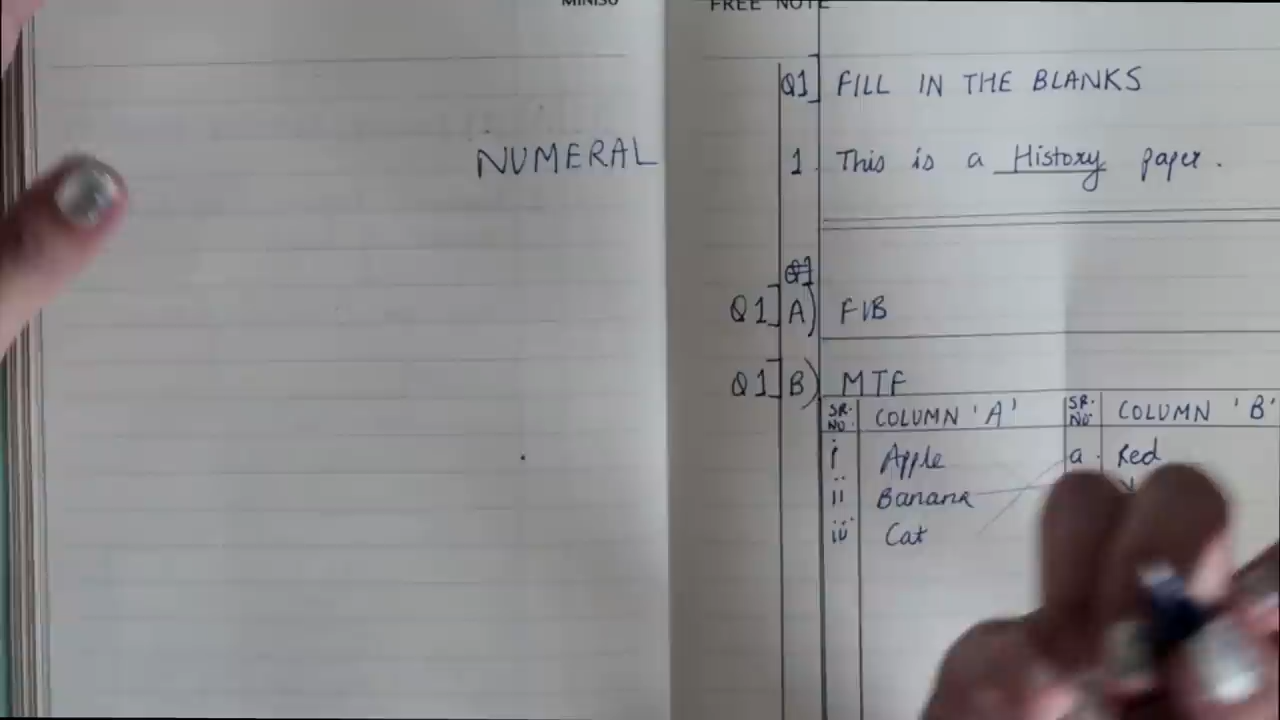 MINISO
FREE NOTE
NUMERAL
Q1] FILL IN THE BLANKS
1. This is a History paper.
Q1] A) FIB
Q1] B) MTF
SR. NO. COLUMN 'A' SR. NO. COLUMN 'B'
i Apple a. Red
ii Banana
iii Cat